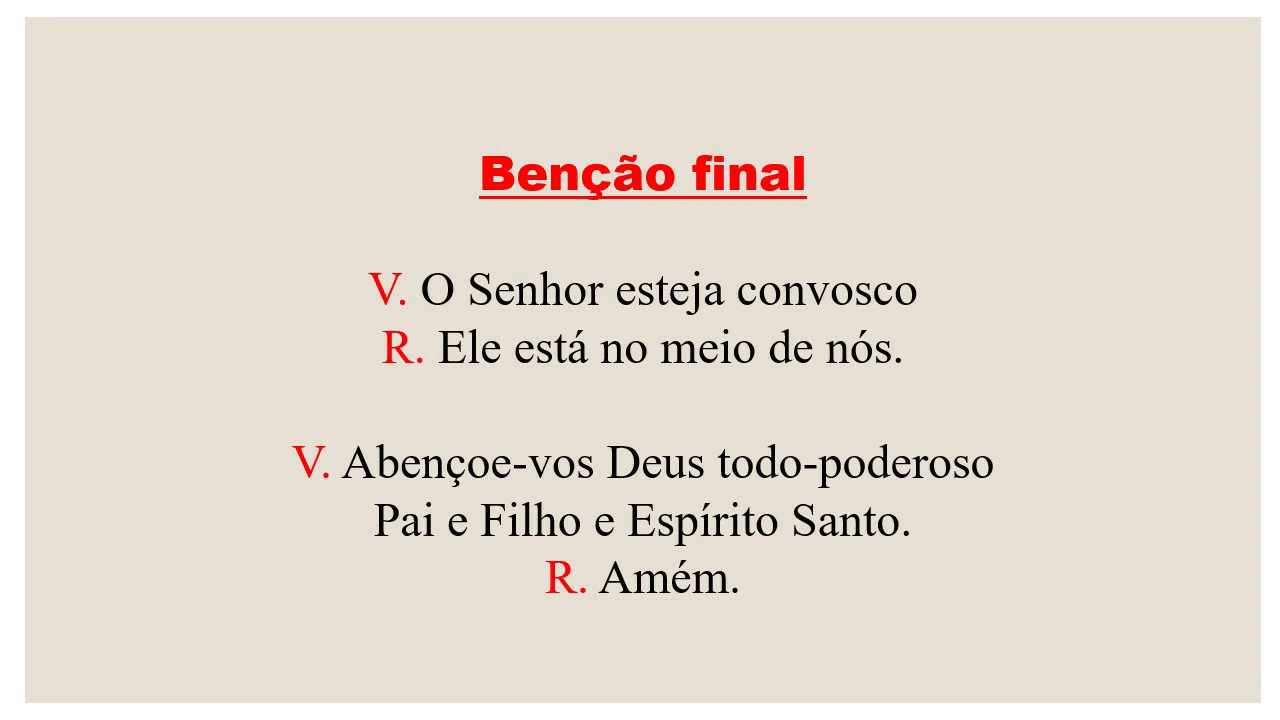 Benção final
V. O Senhor esteja convosco
R. Ele está no meio de nós.
V. Abençoe-vos Deus todo-poderoso
Pai e Filho e Espírito Santo.
R. Amém.